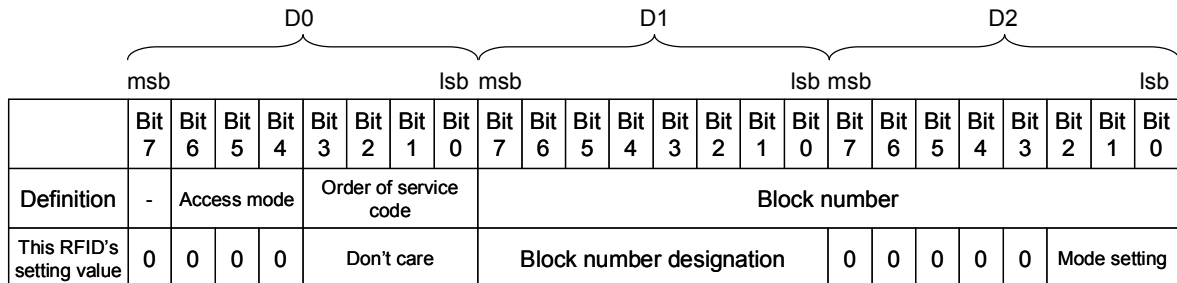 D0 D1 D2
msb lsb msb lsb msb lsb
Bit 7 Bit 6 Bit 5 Bit 4 Bit 3 Bit 2 Bit 1 Bit 0 Bit 7 Bit 6 Bit 5 Bit 4 Bit 3 Bit 2 Bit 1 Bit 0 Bit 7 Bit 6 Bit 5 Bit 4 Bit 3 Bit 2 Bit 1 Bit 0
Definition - Access mode Order of service code Block number
This RFID's setting value 0 0 0 0 Don't care Block number designation 0 0 0 0 0 Mode setting